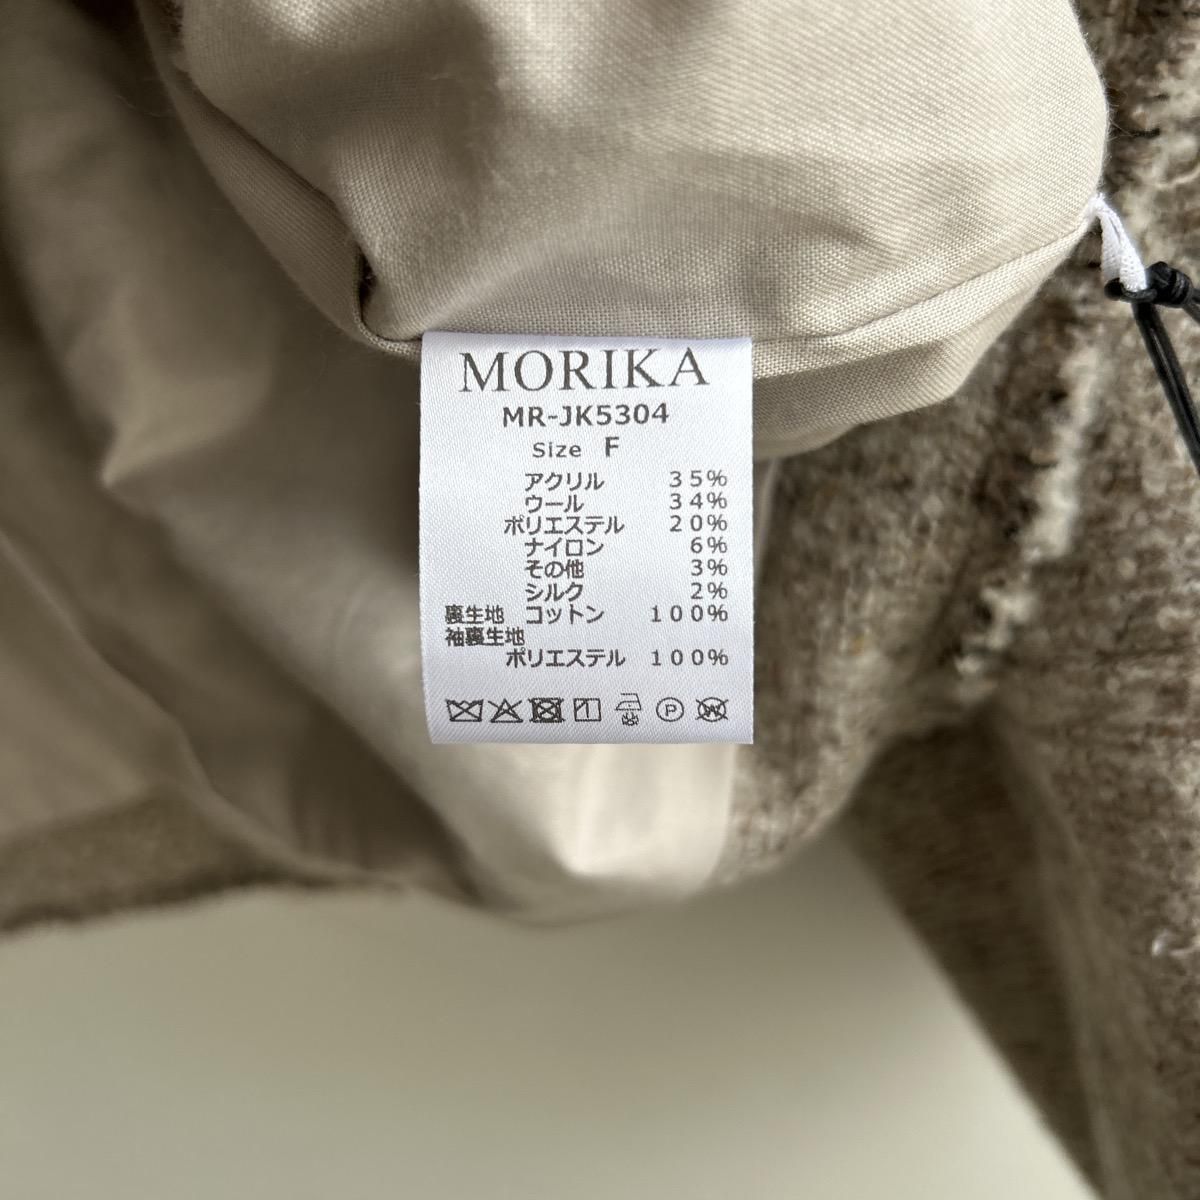 MORIKA
MR-JK5304
Size F
アクリル 35%
ウール 34%
ポリエステル 20%
ナイロン 6%
その他 3%
シルク 2%
裏生地 コットン 100%
袖裏生地
ポリエステル 100%
P W